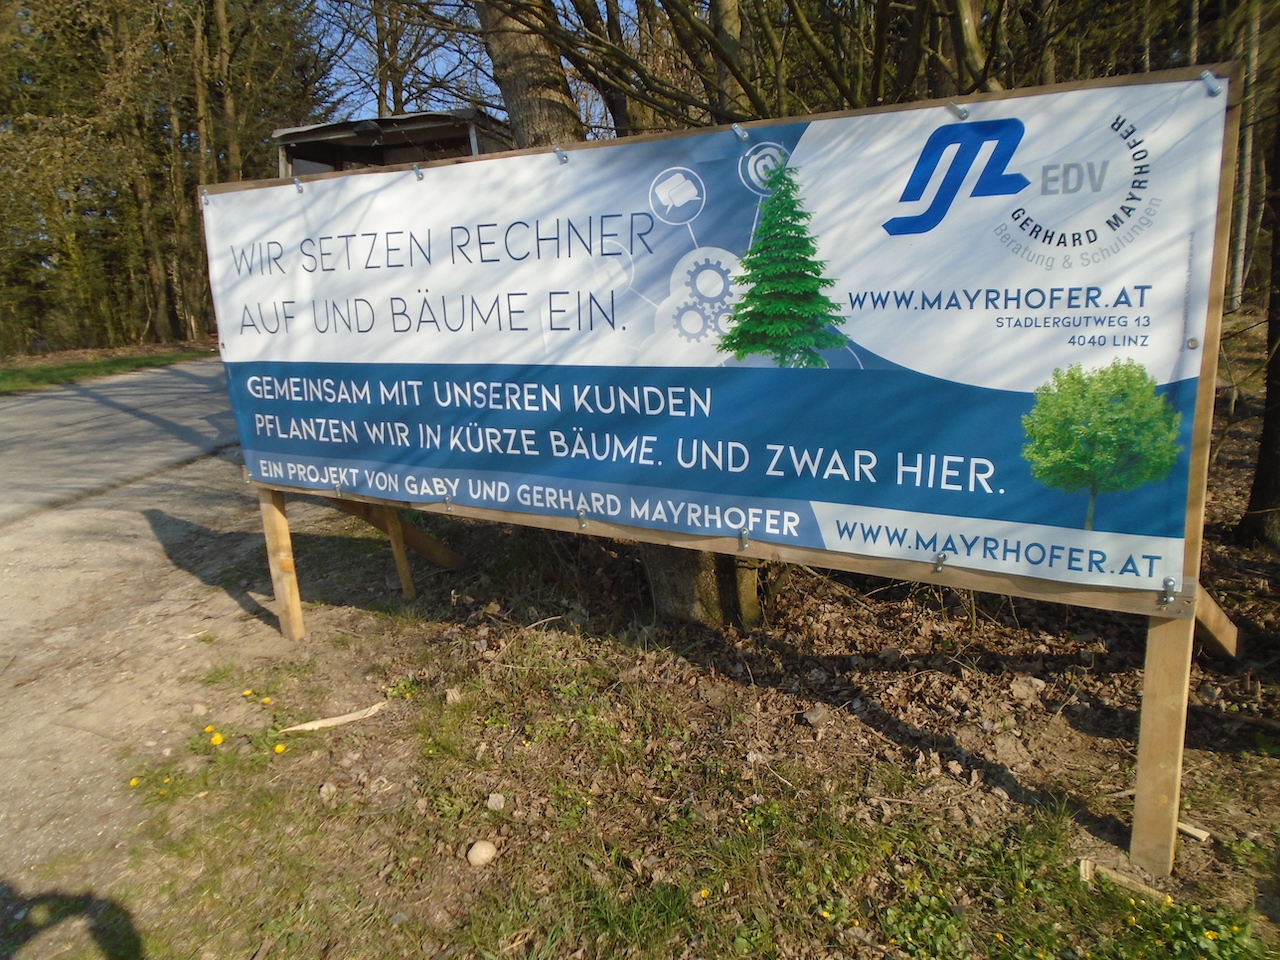 WIR SETZEN RECHNER
AUF UND BÄUME EIN.
EDV
GERHARD MAYRHOFER
Beratung & Schulungen
WWW.MAYRHOFER.AT
STADLERGUTWEG 13
4040 LINZ
GEMEINSAM MIT UNSEREN KUNDEN
PFLANZEN WIR IN KÜRZE BÄUME. UND ZWAR HIER.
EIN PROJEKT VON GABY UND GERHARD MAYRHOFER
WWW.MAYRHOFER.AT